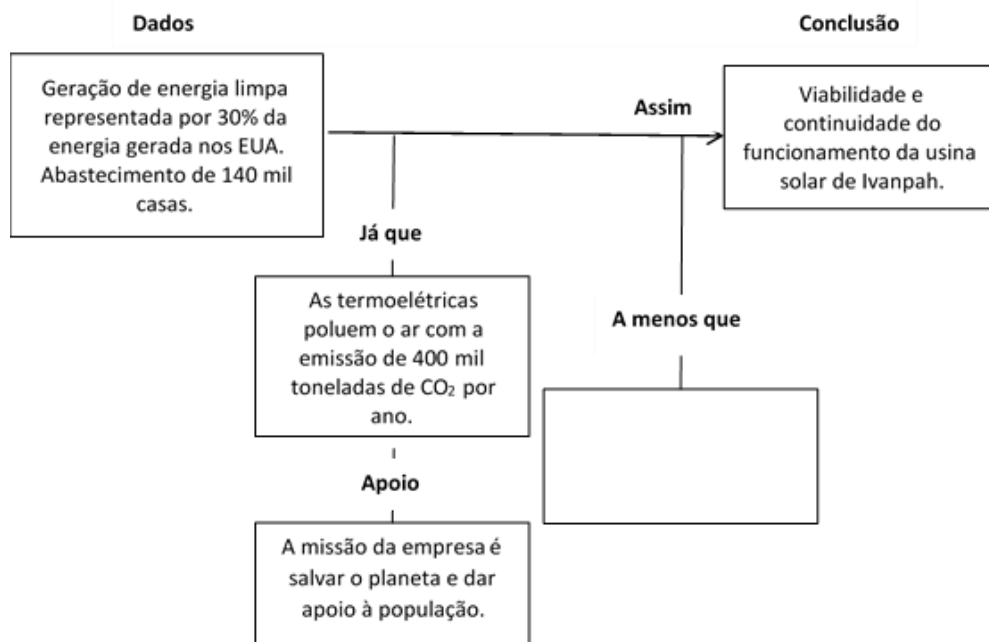 Dados
Conclusão
Geração de energia limpa
representada por 30% da
energia gerada nos EUA.
Abastecimento de 140 mil
casas.
Assim
Viabilidade e
continuidade do
funcionamento da usina
solar de Ivanpah.
Já que
As termoelétricas
poluem o ar com a
emissão de 400 mil
toneladas de CO₂ por
ano.
A menos que
Apoio
A missão da empresa é
salvar o planeta e dar
apoio à população.